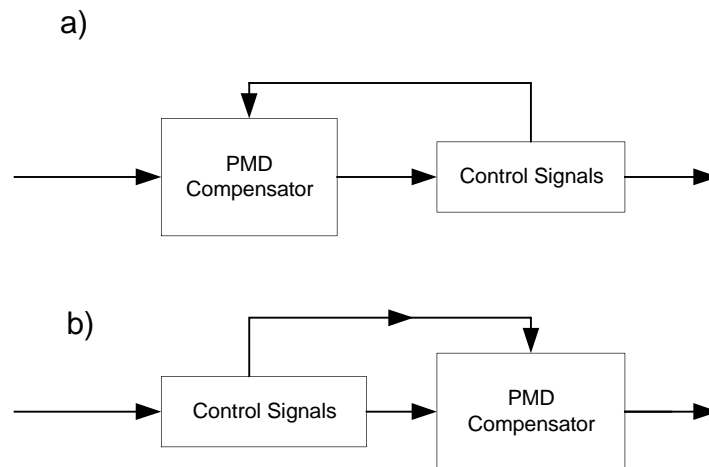 a)
PMD
Compensator
Control Signals
b)
Control Signals
PMD
Compensator